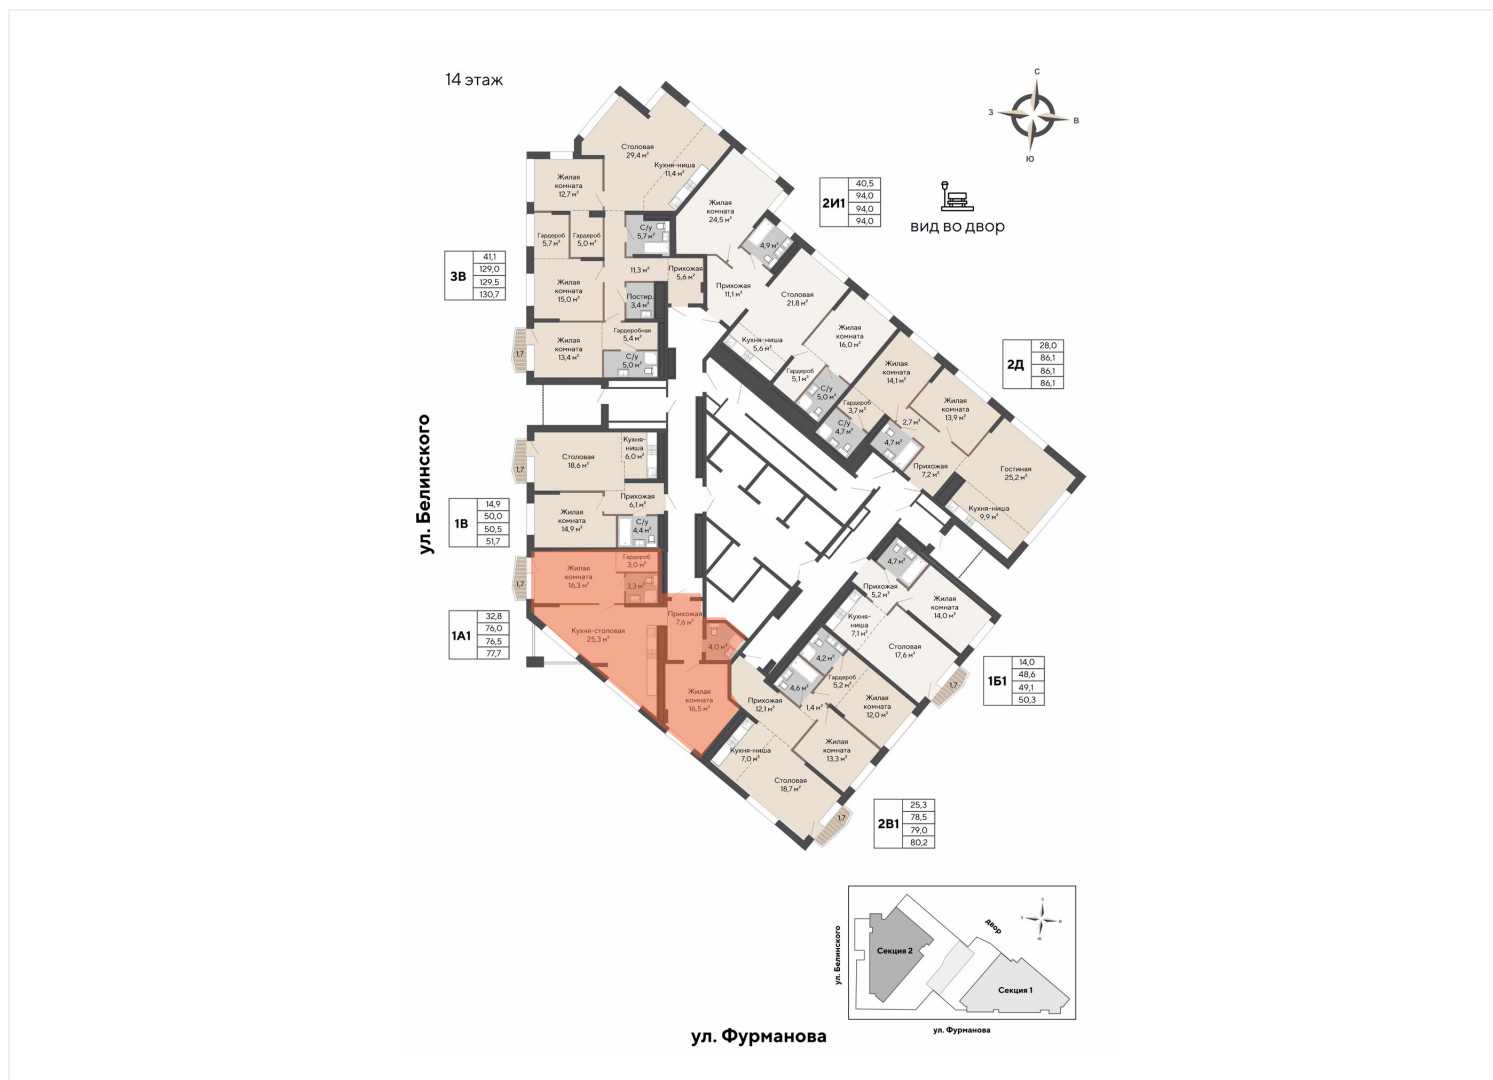 14 этаж
С
З
В
Ю
вид во двор
Столовая
29,4 м²
Кухня-ниша
11,4 м²
Жилая
комната
12,7 м²
Гардероб
5,7 м²
Гардероб
5,0 м²
С/у
5,7 м²
11,3 м²
Прихожая
5,6 м²
Жилая
комната
15,0 м²
Постир.
3,4 м²
Гардеробная
5,4 м²
Жилая
комната
13,4 м²
С/у
5,0 м²
1,7
3В
41,1
129,0
129,5
130,7
Жилая
комната
24,5 м²
4,9 м²
Прихожая
11,1 м²
Столовая
21,8 м²
Кухня-ниша
5,6 м²
Жилая
комната
16,0 м²
Гардероб
5,1 м²
С/у
5,0 м²
2И1
40,5
94,0
94,0
94,0
Жилая
комната
14,1 м²
Гардероб
3,7 м²
С/у
4,7 м²
2,7 м²
Жилая
комната
13,9 м²
4,7 м²
Прихожая
7,2 м²
Гостиная
25,2 м²
Кухня-ниша
9,9 м²
2Д
28,0
86,1
86,1
86,1
ул. Белинского
Столовая
18,6 м²
Кухня-
ниша
6,0 м²
1,7
Прихожая
6,1 м²
Жилая
комната
14,9 м²
С/у
4,4 м²
1В
14,9
50,0
50,5
51,7
Гардероб
3,0 м²
Жилая
комната
16,3 м²
3,3 м²
1,7
Прихожая
7,6 м²
Кухня-столовая
25,3 м²
4,0 м²
Жилая
комната
16,5 м²
1А1
32,8
76,0
76,5
77,7
4,7 м²
Прихожая
5,2 м²
Жилая
комната
14,0 м²
Кухня-
ниша
7,1 м²
Столовая
17,6 м²
1,7
1Б1
14,0
48,6
49,1
50,3
4,2 м²
4,6 м²
Гардероб
5,2 м²
Прихожая
12,1 м²
1,4 м²
Жилая
комната
12,0 м²
Жилая
комната
13,3 м²
Кухня-ниша
7,0 м²
Столовая
18,7 м²
1,7
2В1
25,3
78,5
79,0
80,2
ул. Белинского
Секция 2
двор
С
З
В
Ю
Секция 1
ул. Фурманова
ул. Фурманова